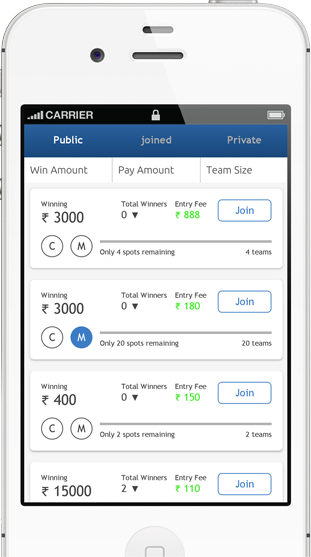 CARRIER
Public joined Private
Win Amount Pay Amount Team Size
Winning Total Winners Entry Fee
₹ 3000 0 ▼ ₹ 888 Join
C M
Only 4 spots remaining 4 teams
Winning Total Winners Entry Fee
₹ 3000 0 ▼ ₹ 180 Join
C M
Only 20 spots remaining 20 teams
Winning Total Winners Entry Fee
₹ 400 0 ▼ ₹ 150 Join
C M
Only 2 spots remaining 2 teams
Winning Total Winners Entry Fee
₹ 15000 2 ▼ ₹ 110 Join